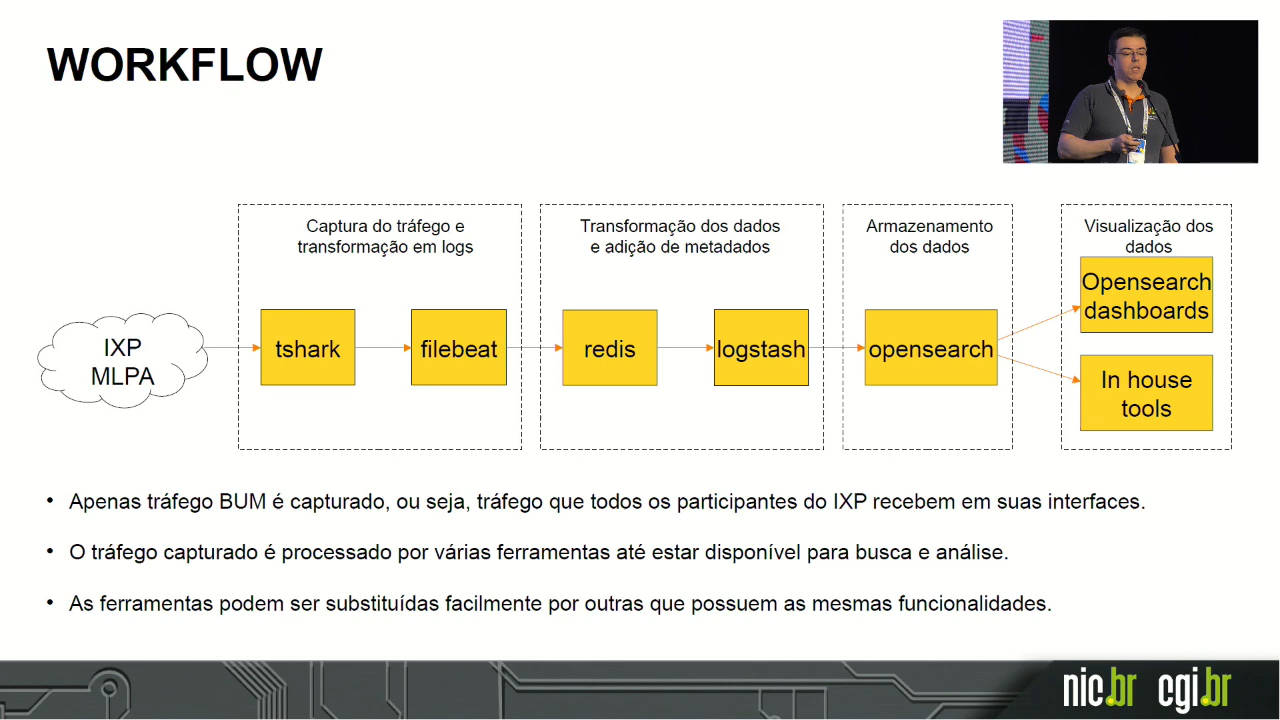 WORKFLOW
Captura do tráfego e
transformação em logs
Transformação dos dados
e adição de metadados
Armazenamento
dos dados
Visualização dos
dados
IXP
MLPA
tshark
filebeat
redis
logstash
opensearch
Opensearch
dashboards
In house
tools
• Apenas tráfego BUM é capturado, ou seja, tráfego que todos os participantes do IXP recebem em suas interfaces.
• O tráfego capturado é processado por várias ferramentas até estar disponível para busca e análise.
• As ferramentas podem ser substituídas facilmente por outras que possuem as mesmas funcionalidades.
nic.br cgi.br